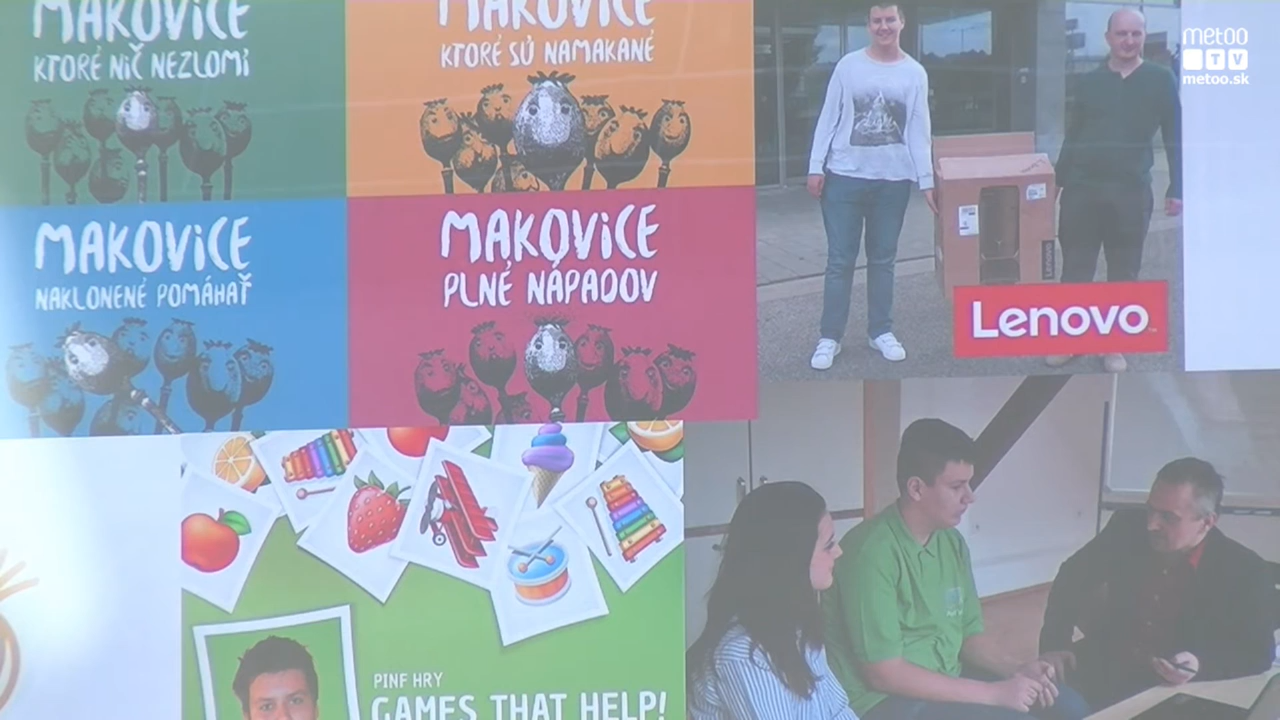 MAKOVICE
KTORÉ NIČ NEZLOMÍ
MAKOVICE
KTORÉ SÚ NAMAKANÉ
metoo
TV
metoo.sk
MAKOVICE
NAKLONENÉ POMÁHAŤ
MAKOVICE
PLNÉ NÁPADOV
Lenovo
Lenovo
PINF HRY
GAMES THAT HELP!